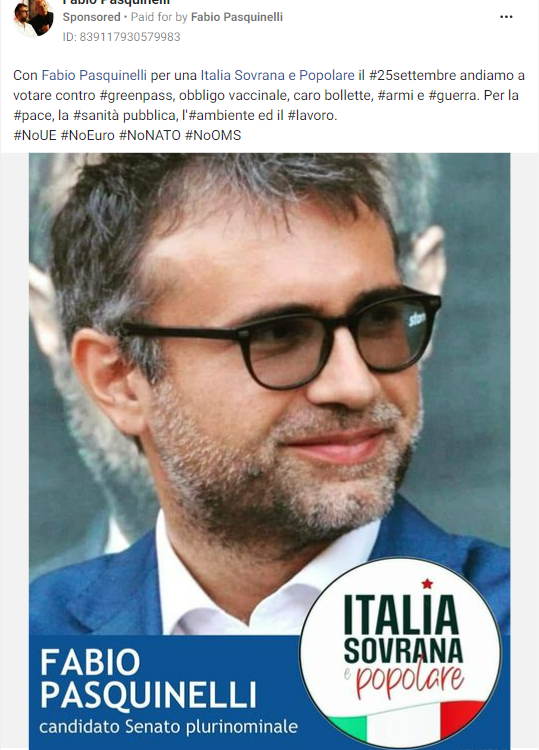 Fabio Pasquinelli
Sponsored • Paid for by Fabio Pasquinelli
ID: 839117930579983
Con Fabio Pasquinelli per una Italia Sovrana e Popolare il #25settembre andiamo a
votare contro #greenpass, obbligo vaccinale, caro bollette, #armi e #guerra. Per la
#pace, la #sanità pubblica, l'#ambiente ed il #lavoro.
#NoUE #NoEuro #NoNATO #NoOMS
ITALIA
SOVRANA
e popolare
FABIO
PASQUINELLI
candidato Senato plurinominale